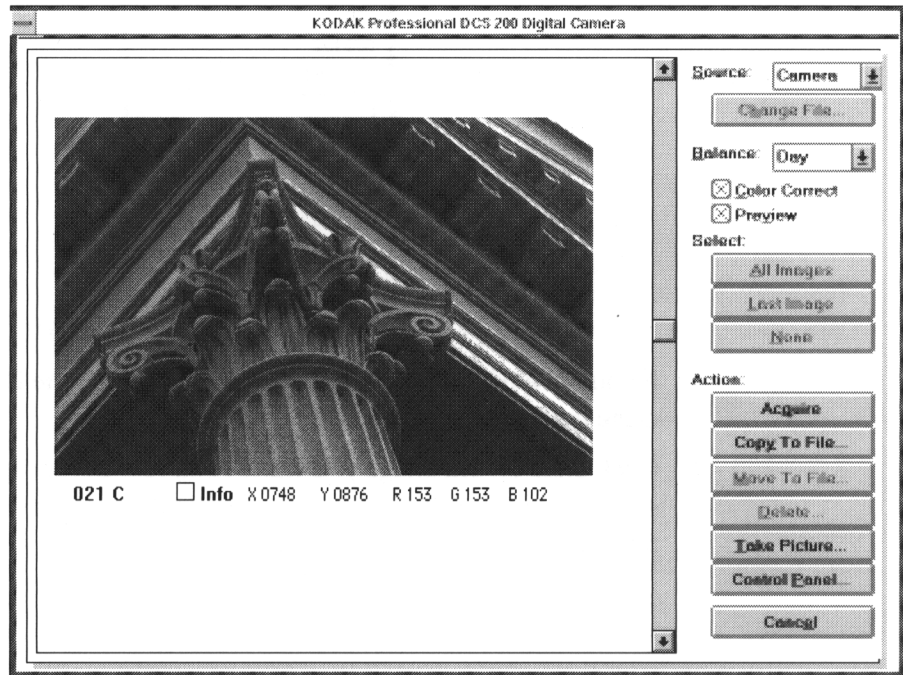 KODAK Professional DCS 200 Digital Camera
Source: Camera
Change File...
Balance: Day
Color Correct
Preview
Select:
All Images
Last Image
None
Action:
Acquire
Copy To File...
Move To File...
Delete...
Take Picture...
Control Panel...
Cancel
021 C Info X 0748 Y 0876 R 153 G 153 B 102